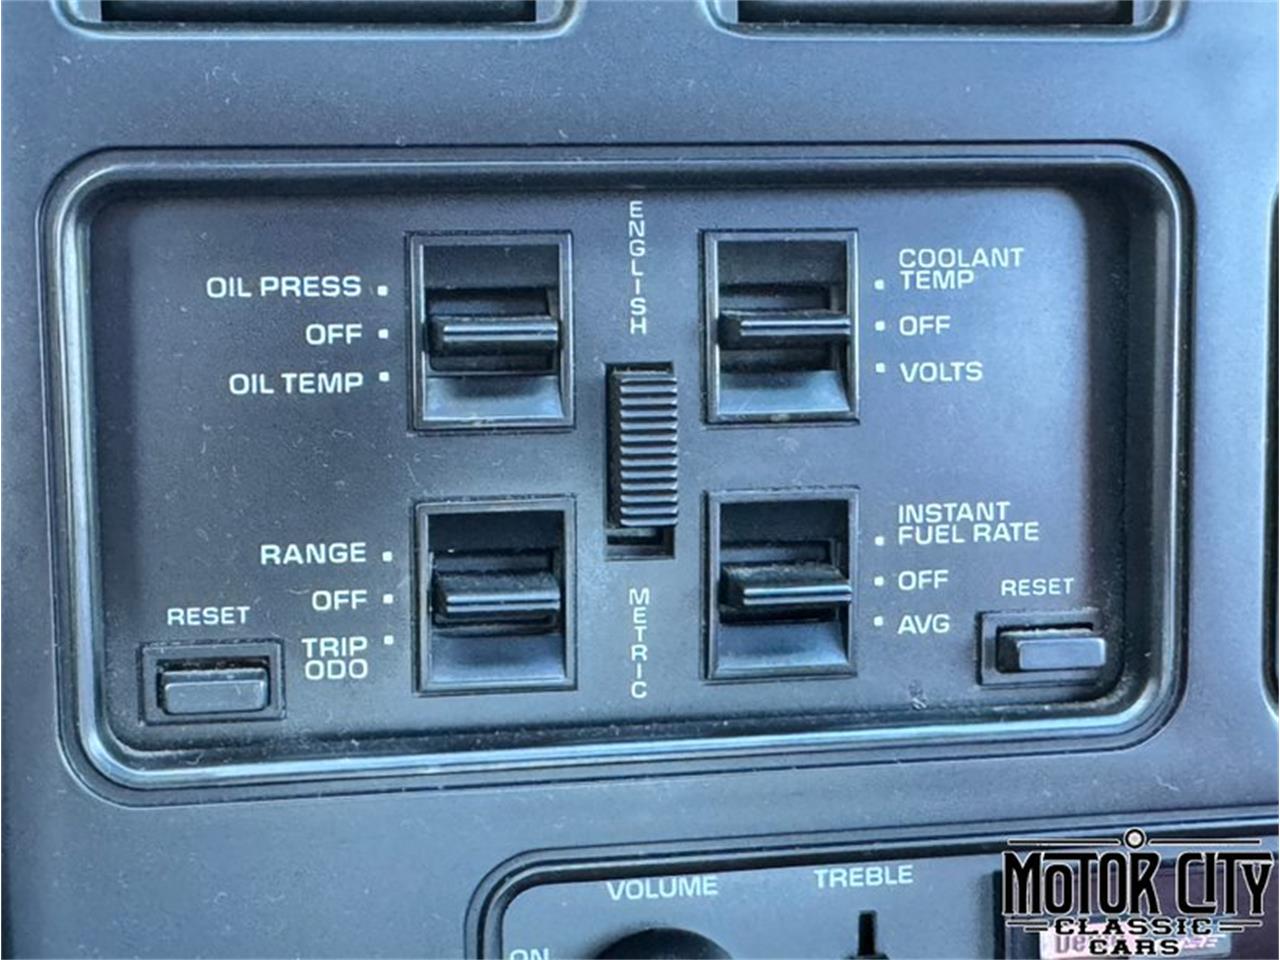 ENGLISH
OIL PRESS
OFF
OIL TEMP
COOLANT
TEMP
OFF
VOLTS
RANGE
OFF
TRIP
ODO
RESET
METRIC
INSTANT
FUEL RATE
OFF
AVG
RESET
VOLUME
TREBLE
ON
MOTOR CITY
CLASSIC
CARS